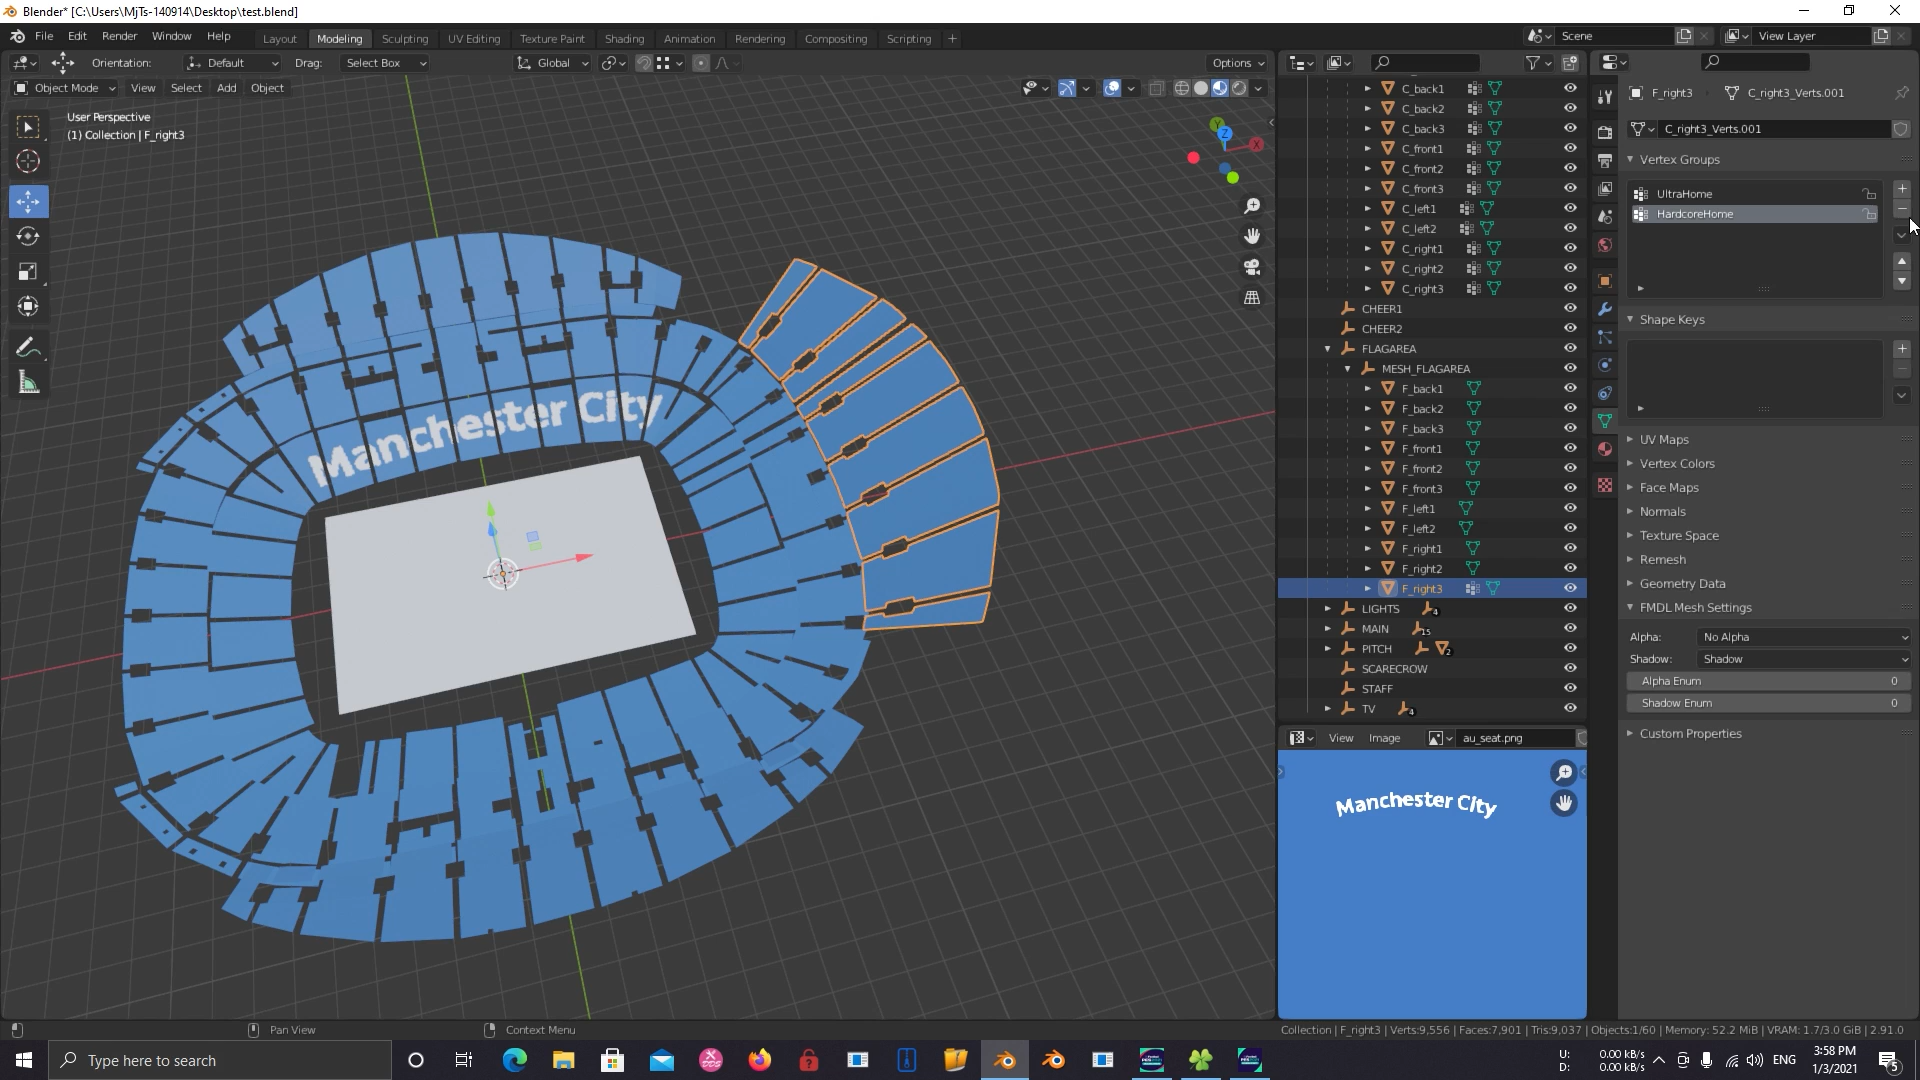 Blender* [C:\Users\MjTs-140914\Desktop\test.blend]
File Edit Render Window Help
Layout Modeling Sculpting UV Editing Texture Paint Shading Animation Rendering Compositing Scripting +
Scene
View Layer
Orientation: Default Drag: Select Box
Global
Options
Object Mode View Select Add Object
User Perspective
(1) Collection | F_right3
Y
Z
X
Manchester City
C_back1
C_back2
C_back3
C_front1
C_front2
C_front3
C_left1
C_left2
C_right1
C_right2
C_right3
CHEER1
CHEER2
FLAGAREA
MESH_FLAGAREA
F_back1
F_back2
F_back3
F_front1
F_front2
F_front3
F_left1
F_left2
F_right1
F_right2
F_right3
LIGHTS 4
MAIN 15
PITCH 2
SCARECROW
STAFF
TV 4
View Image au_seat.png
Manchester City
F_right3 C_right3_Verts.001
C_right3_Verts.001
Vertex Groups
UltraHome
HardcoreHome
Shape Keys
UV Maps
Vertex Colors
Face Maps
Normals
Texture Space
Remesh
Geometry Data
FMDL Mesh Settings
Alpha: No Alpha
Shadow: Shadow
Alpha Enum 0
Shadow Enum 0
Custom Properties
Pan View
Context Menu
Collection | F_right3 | Verts:9,556 | Faces:7,901 | Tris:9,037 | Objects:1/60 | Memory: 52.2 MiB | VRAM: 1.7/3.0 GiB | 2.91.0
Type here to search
U: 0.00 kB/s
D: 0.00 kB/s
ENG
3:58 PM
1/3/2021
5